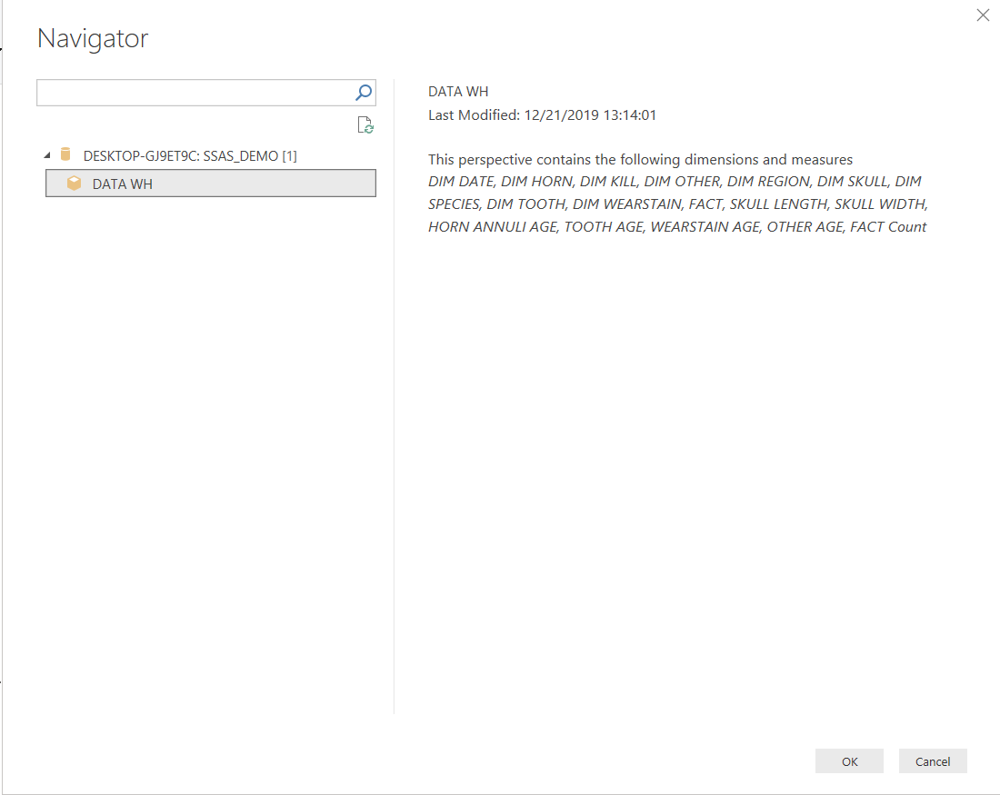 Navigator
DESKTOP-GJ9ET9C: SSAS_DEMO [1]
DATA WH
DATA WH
Last Modified: 12/21/2019 13:14:01
This perspective contains the following dimensions and measures
DIM DATE, DIM HORN, DIM KILL, DIM OTHER, DIM REGION, DIM SKULL, DIM
SPECIES, DIM TOOTH, DIM WEARSTAIN, FACT, SKULL LENGTH, SKULL WIDTH,
HORN ANNULI AGE, TOOTH AGE, WEARSTAIN AGE, OTHER AGE, FACT Count
OK
Cancel